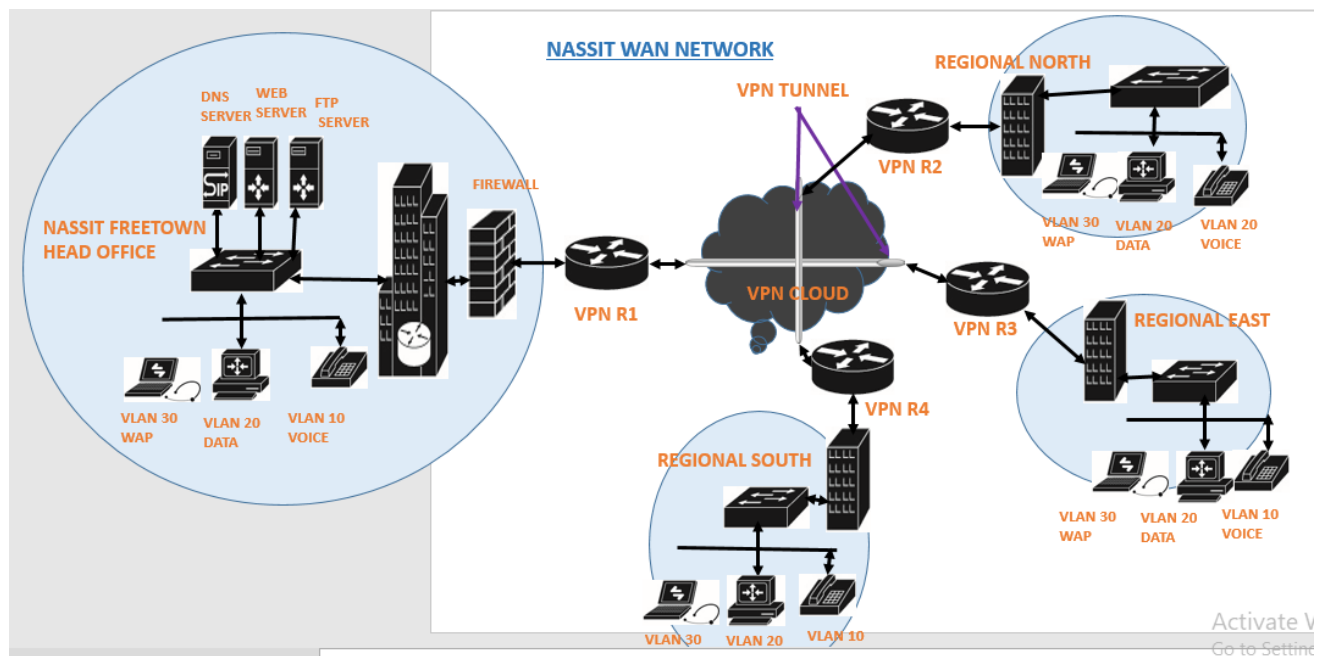 NASSIT WAN NETWORK
DNS
SERVER
WEB
SERVER
FTP
SERVER
FIREWALL
NASSIT FREETOWN
HEAD OFFICE
SIP
VLAN 30
WAP
VLAN 20
DATA
VLAN 10
VOICE
VPN R1
VPN TUNNEL
VPN CLOUD
VPN R2
REGIONAL NORTH
VLAN 30
WAP
VLAN 20
DATA
VLAN 20
VOICE
VPN R3
REGIONAL EAST
VLAN 30
WAP
VLAN 20
DATA
VLAN 10
VOICE
VPN R4
REGIONAL SOUTH
VLAN 30
VLAN 20
VLAN 10
Activate
Go to